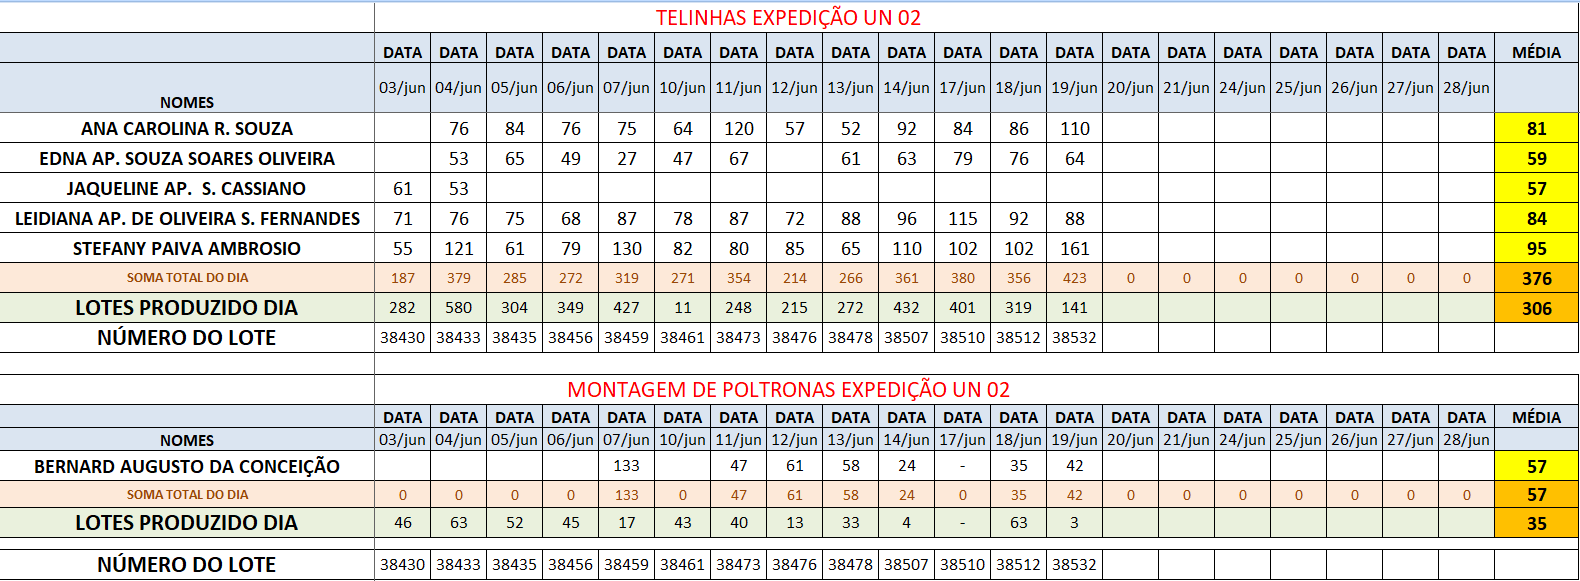 TELINHAS EXPEDIÇÃO UN 02
DATA DATA DATA DATA DATA DATA DATA DATA DATA DATA DATA DATA DATA DATA DATA DATA DATA DATA DATA DATA MÉDIA
NOMES 03/jun 04/jun 05/jun 06/jun 07/jun 10/jun 11/jun 12/jun 13/jun 14/jun 17/jun 18/jun 19/jun 20/jun 21/jun 24/jun 25/jun 26/jun 27/jun 28/jun
ANA CAROLINA R. SOUZA 76 84 76 75 64 120 57 52 92 84 86 110 81
EDNA AP. SOUZA SOARES OLIVEIRA 53 65 49 27 47 67 61 63 79 76 64 59
JAQUELINE AP. S. CASSIANO 61 53 57
LEIDIANA AP. DE OLIVEIRA S. FERNANDES 71 76 75 68 87 78 87 72 88 96 115 92 88 84
STEFANY PAIVA AMBROSIO 55 121 61 79 130 82 80 85 65 110 102 102 161 95
SOMA TOTAL DO DIA 187 379 285 272 319 271 354 214 266 361 380 356 423 0 0 0 0 0 0 0 376
LOTES PRODUZIDO DIA 282 580 304 349 427 11 248 215 272 432 401 319 141 306
NÚMERO DO LOTE 38430 38433 38435 38456 38459 38461 38473 38476 38478 38507 38510 38512 38532
MONTAGEM DE POLTRONAS EXPEDIÇÃO UN 02
DATA DATA DATA DATA DATA DATA DATA DATA DATA DATA DATA DATA DATA DATA DATA DATA DATA DATA DATA DATA MÉDIA
NOMES 03/jun 04/jun 05/jun 06/jun 07/jun 10/jun 11/jun 12/jun 13/jun 14/jun 17/jun 18/jun 19/jun 20/jun 21/jun 24/jun 25/jun 26/jun 27/jun 28/jun
BERNARD AUGUSTO DA CONCEIÇÃO 133 47 61 58 24 - 35 42 57
SOMA TOTAL DO DIA 0 0 0 0 133 0 47 61 58 24 0 35 42 0 0 0 0 0 0 0 57
LOTES PRODUZIDO DIA 46 63 52 45 17 43 40 13 33 4 - 63 3 35
NÚMERO DO LOTE 38430 38433 38435 38456 38459 38461 38473 38476 38478 38507 38510 38512 38532